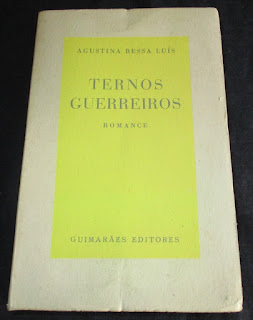 AGUSTINA BESSA LUÍS
TERNOS
GUERREIROS
ROMANCE
GUIMARÃES EDITORES